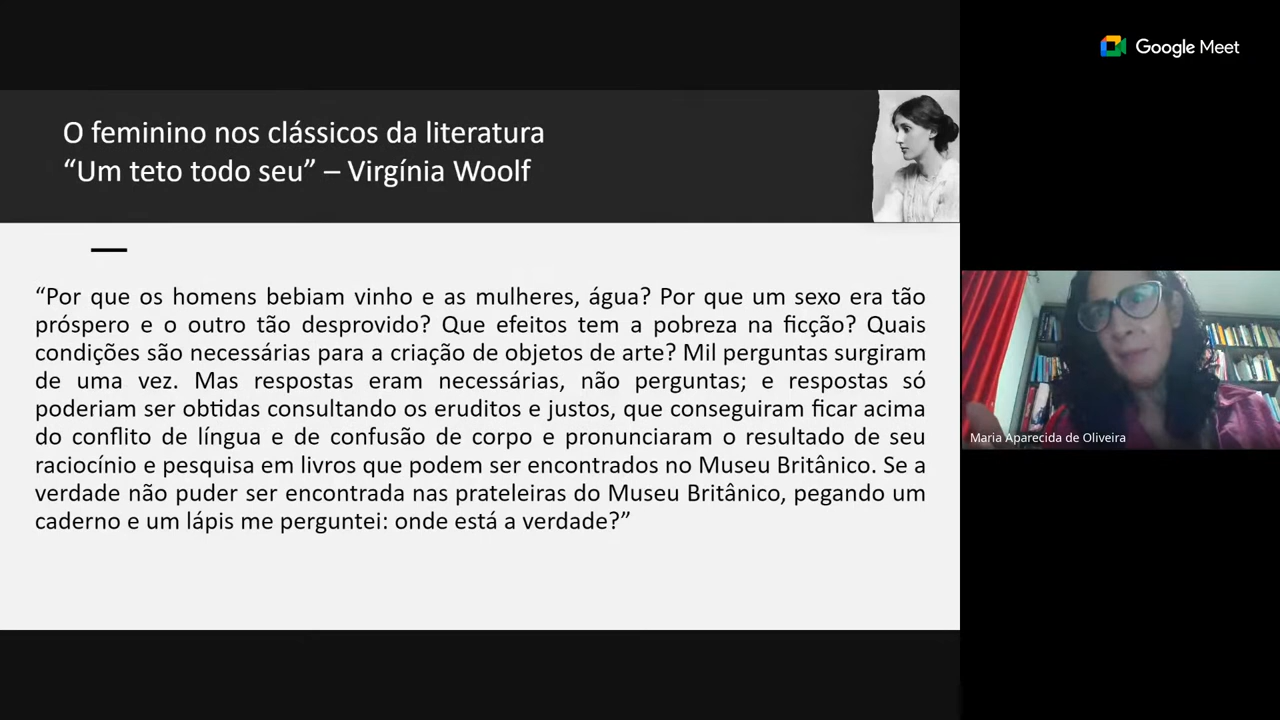 O feminino nos clássicos da literatura
“Um teto todo seu” – Virgínia Woolf
“Por que os homens bebiam vinho e as mulheres, água? Por que um sexo era tão
próspero e o outro tão desprovido? Que efeitos tem a pobreza na ficção? Quais
condições são necessárias para a criação de objetos de arte? Mil perguntas surgiram
de uma vez. Mas respostas eram necessárias, não perguntas; e respostas só
poderiam ser obtidas consultando os eruditos e justos, que conseguiram ficar acima
do conflito de língua e de confusão de corpo e pronunciaram o resultado de seu
raciocínio e pesquisa em livros que podem ser encontrados no Museu Britânico. Se a
verdade não puder ser encontrada nas prateleiras do Museu Britânico, pegando um
caderno e um lápis me perguntei: onde está a verdade?”
Google Meet
Maria Aparecida de Oliveira